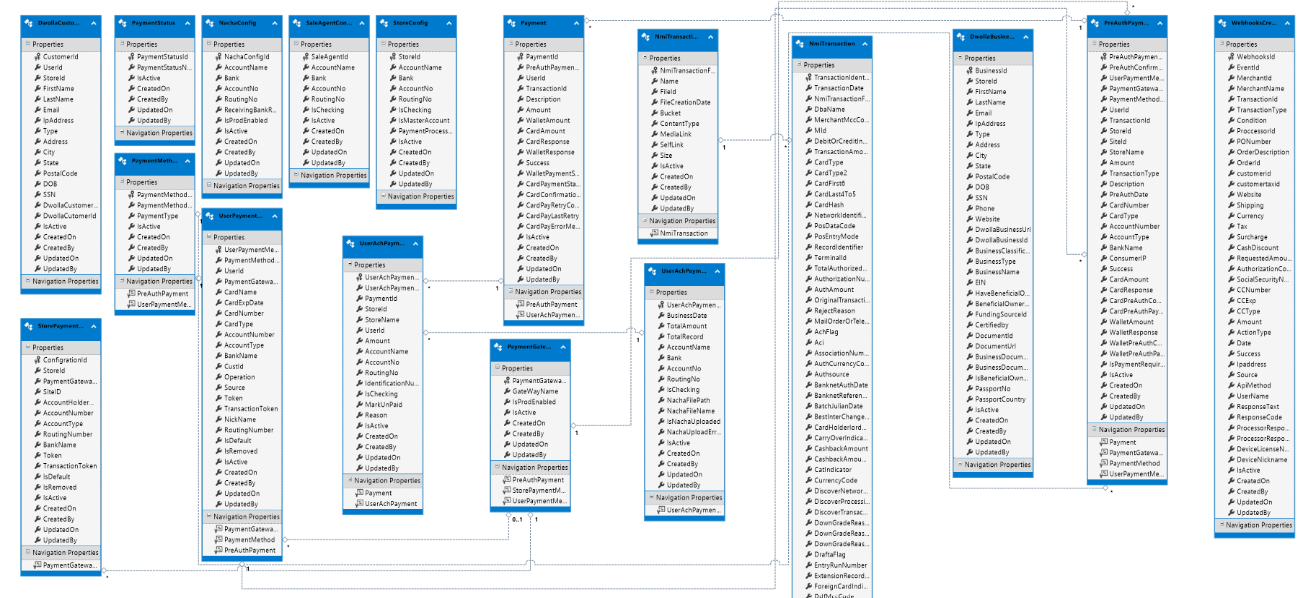 DwollaCusto...
Properties
CustomerId
UserId
StoreId
FirstName
LastName
Email
IpAddress
Type
Address
City
State
PostalCode
DOB
SSN
DwollaCustomer...
DwollaCutomerId
IsActive
CreatedOn
CreatedBy
UpdatedOn
UpdatedBy
Navigation Properties
PaymentStatus
Properties
PaymentStatusId
PaymentStatusN...
IsActive
CreatedOn
CreatedBy
UpdatedOn
UpdatedBy
Navigation Properties
NachaConfig
Properties
NachaConfigId
AccountName
Bank
AccountNo
RoutingNo
ReceivingBankR...
IsProdEnabled
IsActive
CreatedOn
CreatedBy
UpdatedOn
UpdatedBy
Navigation Properties
SaleAgentCon...
Properties
SaleAgentId
AccountName
Bank
AccountNo
RoutingNo
IsChecking
IsActive
CreatedOn
CreatedBy
UpdatedOn
UpdatedBy
Navigation Properties
StoreConfig
Properties
StoreId
AccountName
Bank
AccountNo
RoutingNo
IsChecking
IsMasterAccount
PaymentProcess...
IsActive
CreatedOn
CreatedBy
UpdatedOn
UpdatedBy
Navigation Properties
Payment
Properties
PaymentId
PreAuthPaymen...
UserId
TransactionId
Description
Amount
WalletAmount
CardAmount
CardResponse
WalletResponse
Success
WalletPaymentS...
CardPaymentSta...
CardConfirmatio...
CardPayRetryCo...
CardPayLastRetry
CardPayErrorMe...
IsActive
CreatedOn
CreatedBy
UpdatedOn
UpdatedBy
Navigation Properties
PreAuthPayment
UserAchPaymen...
NmiTransacti...
Properties
NmiTransactionF...
Name
FileId
FileCreationDate
Bucket
ContentType
MediaLink
SelfLink
Size
IsActive
CreatedOn
CreatedBy
UpdatedOn
UpdatedBy
Navigation Properties
NmiTransaction
NmiTransaction
Properties
TransactionIdent...
TransactionDate
NmiTransactionF...
DbaName
MerchantMccCo...
MId
DebitOrCreditIn...
TransactionAmo...
CardType
CardType2
CardFirst6
CardLast4To5
CardHash
NetworkIdentifi...
PosDataCode
PosEntryMode
RecordIdentifier
TerminalId
TotalAuthorized...
AuthorizationNu...
AuthAmount
OriginalTransacti...
RejectReason
MailOrderOrTele...
AchFlag
Aci
AssociationNum...
AuthCurrencyCo...
Authsource
BanknetAuthDate
BanknetReferen...
BatchJulianDate
BestInterChange...
CardHolderIord...
CarryOverIndica...
CashbackAmount
CashbackAmou...
CatIndicator
CurrencyCode
DiscoverNetwor...
DiscoverProcessi...
DiscoverTransac...
DownGradeReas...
DownGradeReas...
DownGradeReas...
DraftaFlag
EntryRunNumber
ExtensionRecord...
ForeignCardIndi...
DwollaBusine...
Properties
BusinessId
StoreId
FirstName
LastName
Email
IpAddress
Type
Address
City
State
PostalCode
DOB
SSN
Phone
Website
DwollaBusinessUrl
DwollaBusinessId
BusinessClassific...
BusinessType
BusinessName
EIN
HaveBeneficialO...
BeneficialOwner...
FundingSourceId
Certifiedby
DocumentId
DocumentUrl
BusinessDocum...
BusinessDocum...
IsBeneficialOwn...
PassportNo
PassportCountry
IsActive
CreatedOn
CreatedBy
UpdatedOn
UpdatedBy
Navigation Properties
PreAuthPaym...
Properties
PreAuthPaymen...
PreAuthConfirm...
UserPaymentMe...
PaymentGatewa...
PaymentMethod...
UserId
TransactionId
StoreId
SiteId
StoreName
Amount
TransactionType
Description
PreAuthDate
CardNumber
CardType
AccountNumber
AccountType
BankName
ConsumerIP
Success
CardAmount
CardResponse
CardPreAuthCo...
CardPreAuthPay...
WalletAmount
WalletResponse
WalletPreAuthC...
WalletPreAuthPa...
IsPaymentRequir...
IsActive
CreatedOn
CreatedBy
UpdatedOn
UpdatedBy
Navigation Properties
Payment
PaymentGatewa...
PaymentMethod
UserPaymentMe...
WebhooksCre...
Properties
WebhooksId
EventId
MerchantId
MerchantName
TransactionId
TransactionType
Condition
ProcessorId
PONumber
OrderDescription
OrderId
customerid
customertaxid
Website
Shipping
Currency
Tax
Surcharge
CashDiscount
RequestedAmou...
AuthorizationCo...
SocialSecurityN...
CCNumber
CCExp
CCType
Amount
ActionType
Date
Success
Ipaddress
Source
ApiMethod
UserName
ResponseText
ResponseCode
ProcessorRespo...
ProcessorRespo...
DeviceLicenseN...
DeviceNickname
IsActive
CreatedOn
CreatedBy
UpdatedOn
UpdatedBy
Navigation Properties
PaymentMeth...
Properties
PaymentMethod...
PaymentMethod...
PaymentType
IsActive
CreatedOn
CreatedBy
UpdatedOn
UpdatedBy
Navigation Properties
PreAuthPayment
UserPaymentMe...
UserPayment...
Properties
UserPaymentMe...
PaymentMethod...
UserId
PaymentGatewa...
CardName
CardExpDate
CardNumber
CardType
AccountNumber
AccountType
BankName
CustId
Operation
Source
Token
TransactionToken
NickName
RoutingNumber
IsDefault
IsRemoved
IsActive
CreatedOn
CreatedBy
UpdatedOn
UpdatedBy
Navigation Properties
PaymentGatewa...
PaymentMethod
PreAuthPayment
UserAchPaym...
Properties
UserAchPaymen...
UserAchPaymen...
PaymentId
StoreId
StoreName
UserId
Amount
AccountName
AccountNo
RoutingNo
IdentificationNu...
IsChecking
MarkUnPaid
Reason
IsActive
CreatedOn
CreatedBy
UpdatedOn
UpdatedBy
Navigation Properties
Payment
UserAchPayment
UserAchPaym...
Properties
UserAchPaymen...
BusinessDate
TotalAmount
TotalRecord
AccountName
Bank
AccountNo
RoutingNo
IsChecking
NachaFilePath
NachaFileName
IsNachaUploaded
NachaUploadErr...
IsActive
CreatedOn
CreatedBy
UpdatedOn
UpdatedBy
Navigation Properties
UserAchPaymen...
StorePayment...
Properties
ConfigrationId
StoreId
PaymentGatewa...
SiteID
AccountHolder...
AccountNumber
AccountType
RoutingNumber
BankName
Token
TransactionToken
IsDefault
IsRemoved
IsActive
CreatedOn
CreatedBy
UpdatedOn
UpdatedBy
Navigation Properties
PaymentGatewa...
PaymentGate...
Properties
PaymentGatewa...
GateWayName
IsProdEnabled
IsActive
CreatedOn
CreatedBy
UpdatedOn
UpdatedBy
Navigation Properties
PreAuthPayment
StorePaymentM...
UserPaymentMe...
0..1
1